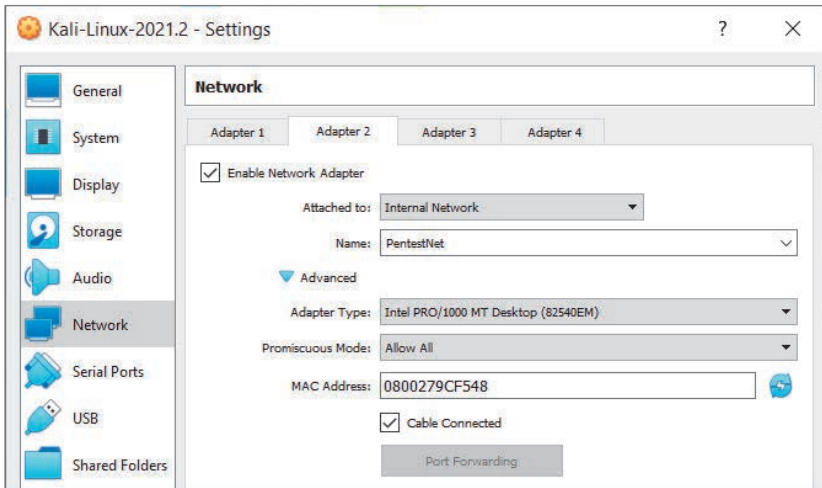 Kali-Linux-2021.2 - Settings ? ×
General
System
Display
Storage
Audio
Network
Serial Ports
USB
Shared Folders
Network
Adapter 1 Adapter 2 Adapter 3 Adapter 4
Enable Network Adapter
Attached to: Internal Network
Name: PentestNet
Advanced
Adapter Type: Intel PRO/1000 MT Desktop (82540EM)
Promiscuous Mode: Allow All
MAC Address: 0800279CF548
Cable Connected
Port Forwarding